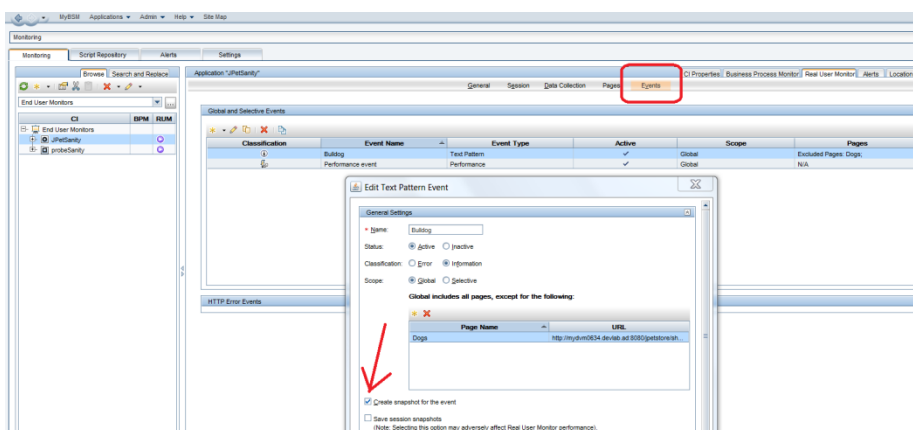 MyBSM Applications Admin Help Site Map
Monitoring
Monitoring Script Repository Alerts Settings
Browse Search and Replace
Application "JPetSanity"
CI Properties Business Process Monitor Real User Monitor Alerts Location
General Session Data Collection Pages Events
End User Monitors
CI BPM RUM
End User Monitors
JPetSanity
probeSanity
Global and Selective Events
Classification Event Name Event Type Active Scope Pages
Bulldog Text Pattern Global Excluded Pages: Dogs;
Performance event Performance Global N/A
HTTP Error Events
Edit Text Pattern Event
General Settings
* Name: Bulldog
Status: Active Inactive
Classification: Error Information
Scope: Global Selective
Global includes all pages, except for the following:
Page Name URL
Dogs http://mydvm0634.devlab.ad:8080/jpetstore/sh...
Create snapshot for the event
Save session snapshots
(Note: Selecting this option may adversely affect Real User Monitor performance).